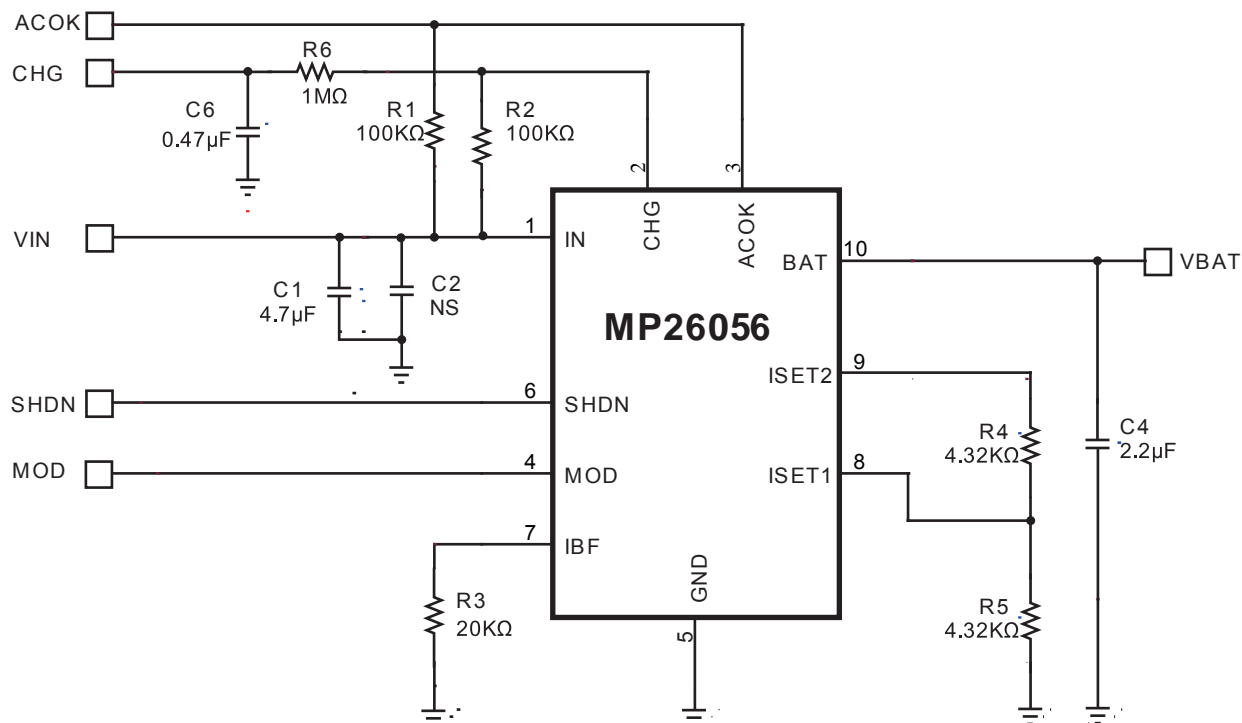 ACOK
CHG
R6
1MΩ
C6
0.47µF
R1
100KΩ
R2
100KΩ
2
3
CHG
ACOK
VIN
1
IN
BAT
10
VBAT
C1
4.7µF
C2
NS
MP26056
ISET2
9
SHDN
6
SHDN
R4
4.32KΩ
C4
2.2µF
MOD
4
MOD
ISET1
8
7
IBF
GND
R3
20KΩ
R5
4.32KΩ
5